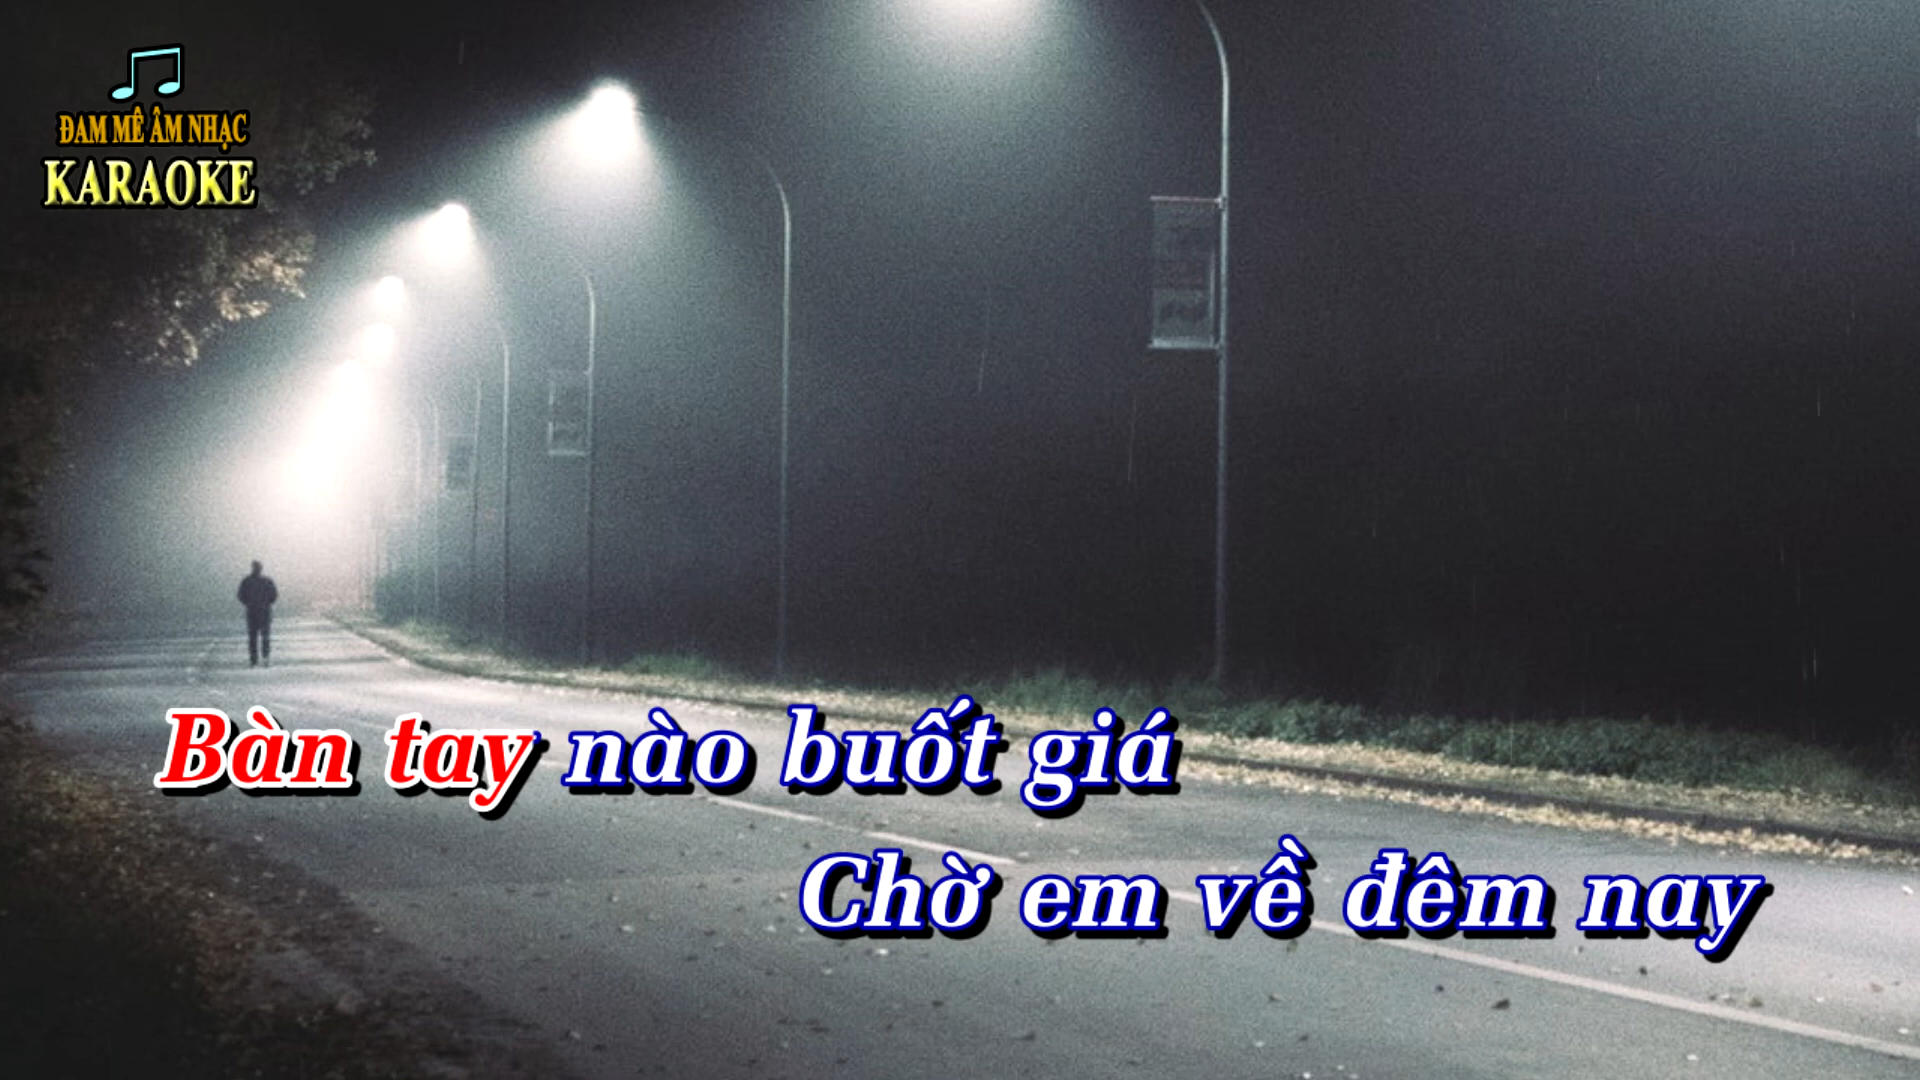 ĐAM MÊ ÂM NHẠC
KARAOKE
Bàn tay nào buốt giá
Chờ em về đêm nay